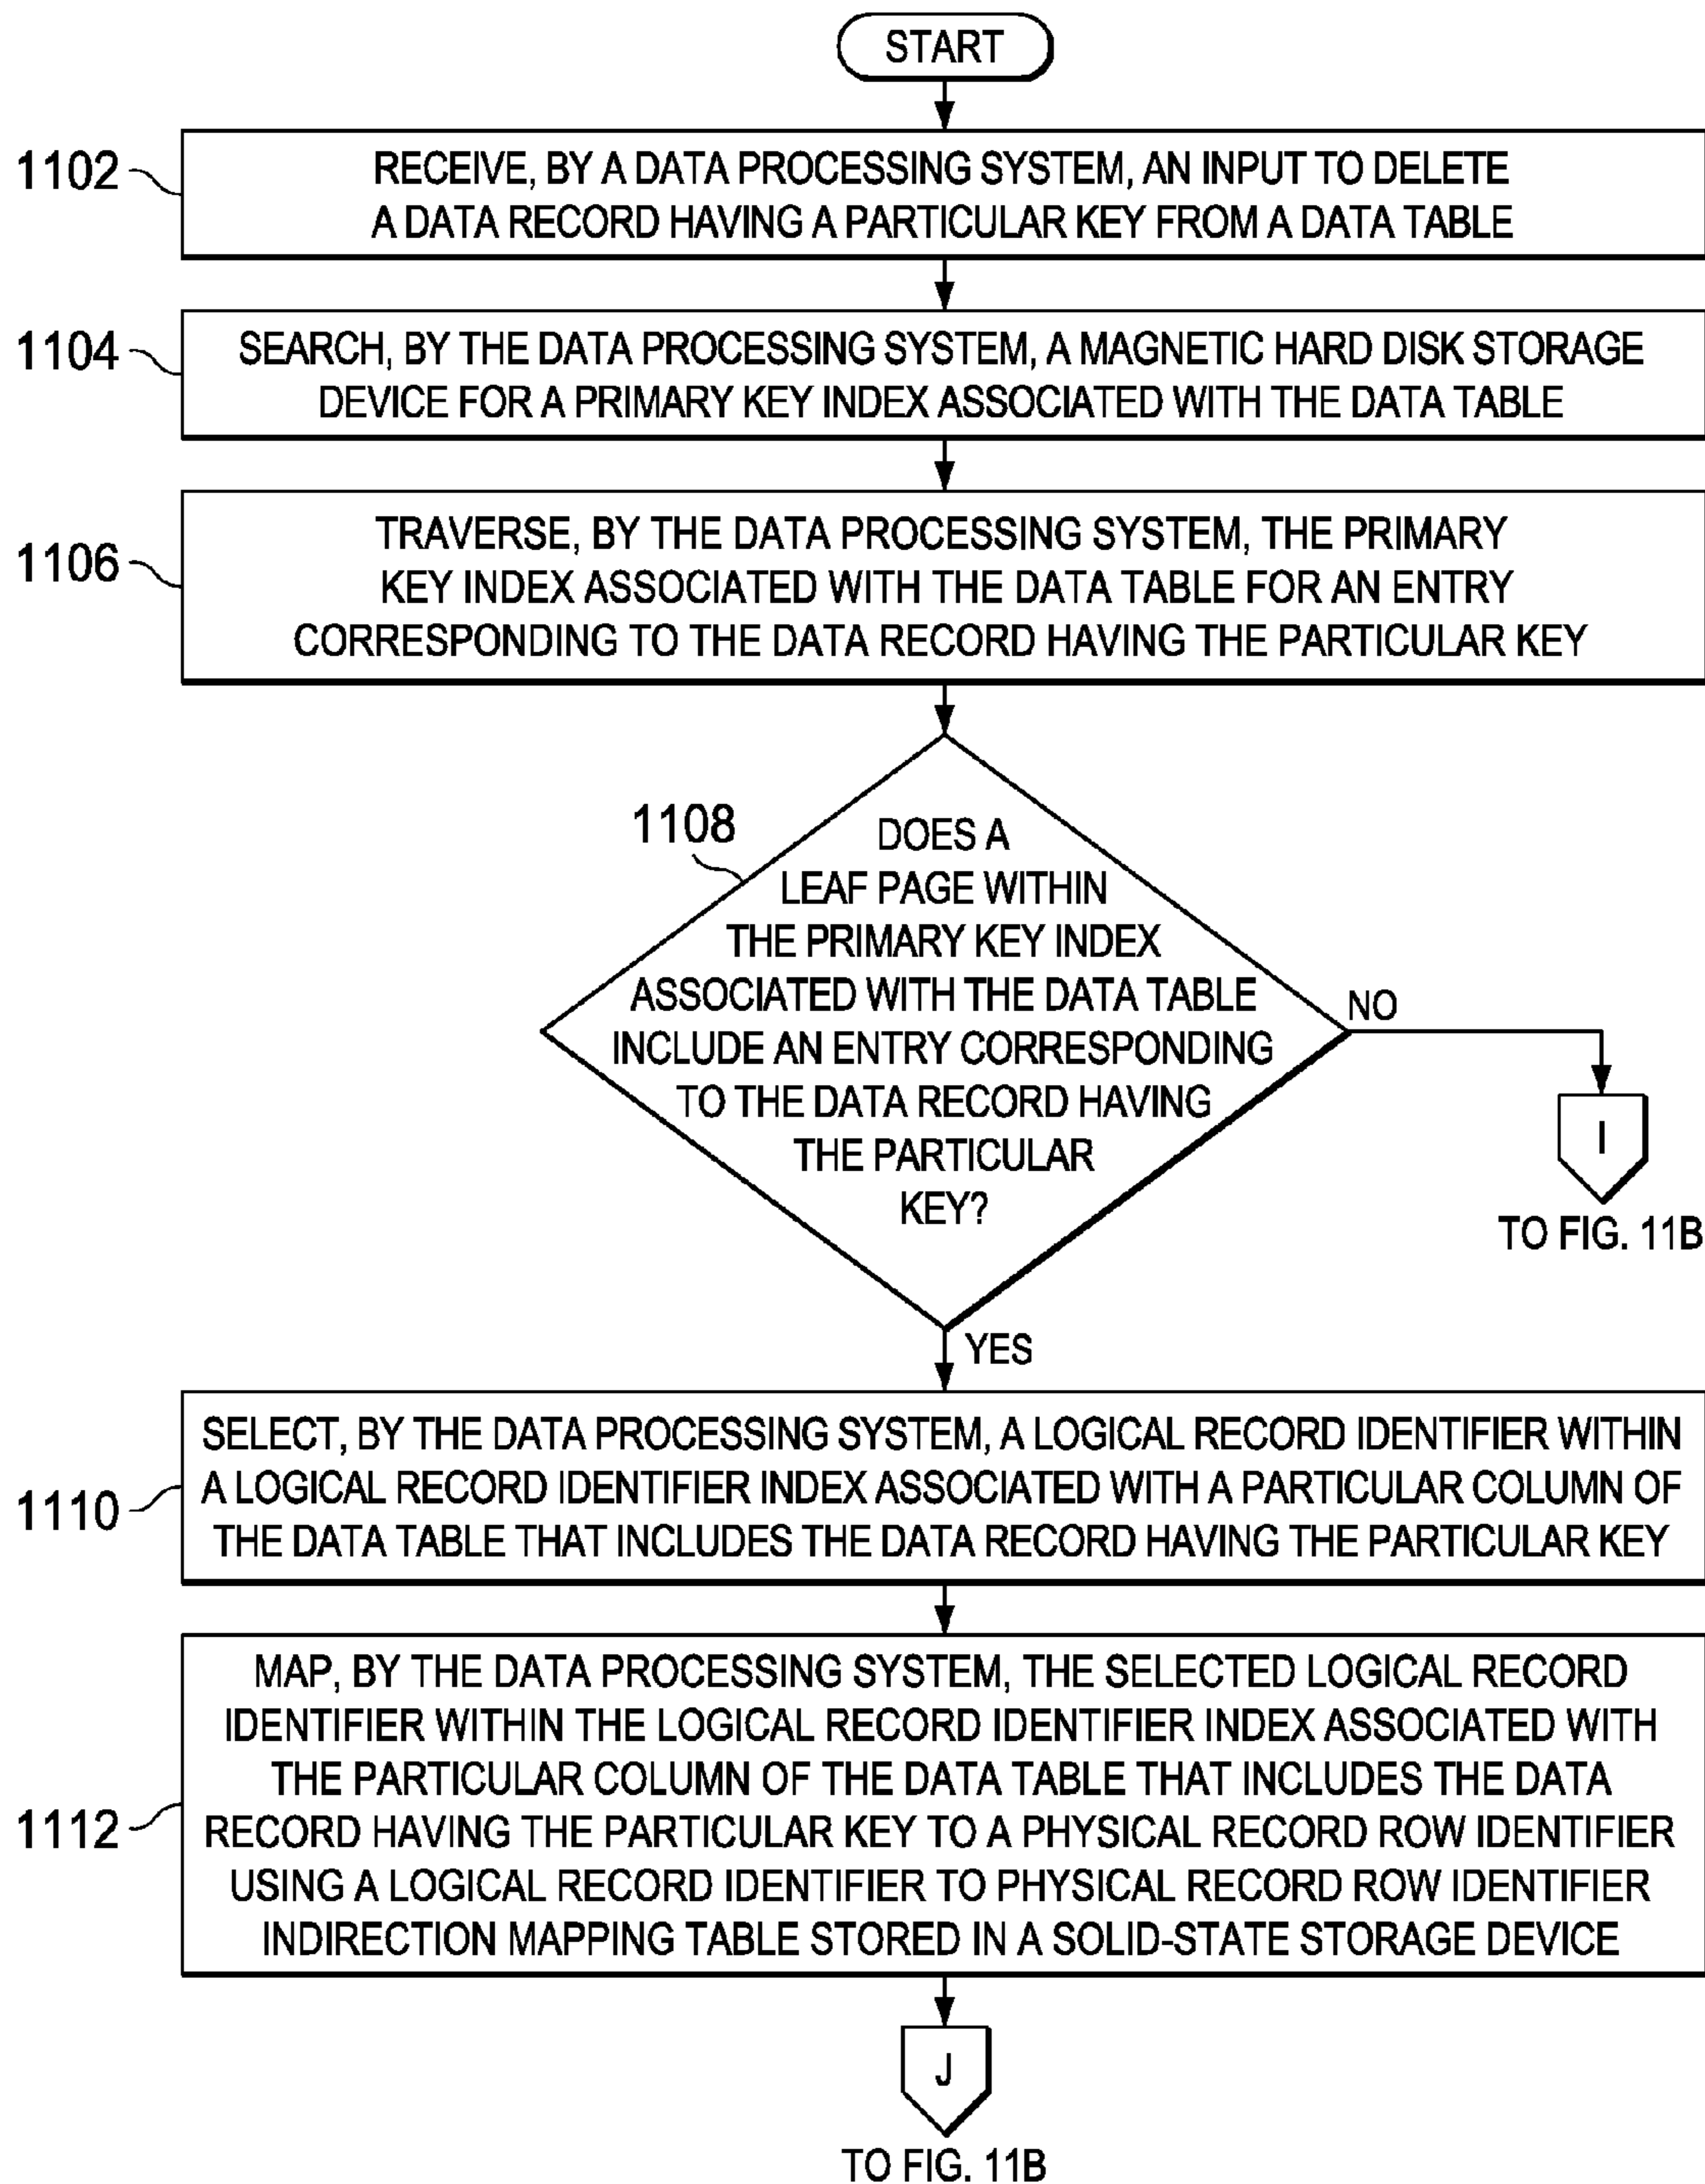 START
1102
RECEIVE, BY A DATA PROCESSING SYSTEM, AN INPUT TO DELETE
A DATA RECORD HAVING A PARTICULAR KEY FROM A DATA TABLE
1104
SEARCH, BY THE DATA PROCESSING SYSTEM, A MAGNETIC HARD DISK STORAGE
DEVICE FOR A PRIMARY KEY INDEX ASSOCIATED WITH THE DATA TABLE
1106
TRAVERSE, BY THE DATA PROCESSING SYSTEM, THE PRIMARY
KEY INDEX ASSOCIATED WITH THE DATA TABLE FOR AN ENTRY
CORRESPONDING TO THE DATA RECORD HAVING THE PARTICULAR KEY
1108
DOES A
LEAF PAGE WITHIN
THE PRIMARY KEY INDEX
ASSOCIATED WITH THE DATA TABLE
INCLUDE AN ENTRY CORRESPONDING
TO THE DATA RECORD HAVING
THE PARTICULAR
KEY?
NO
I
TO FIG. 11B
YES
1110
SELECT, BY THE DATA PROCESSING SYSTEM, A LOGICAL RECORD IDENTIFIER WITHIN
A LOGICAL RECORD IDENTIFIER INDEX ASSOCIATED WITH A PARTICULAR COLUMN OF
THE DATA TABLE THAT INCLUDES THE DATA RECORD HAVING THE PARTICULAR KEY
1112
MAP, BY THE DATA PROCESSING SYSTEM, THE SELECTED LOGICAL RECORD
IDENTIFIER WITHIN THE LOGICAL RECORD IDENTIFIER INDEX ASSOCIATED WITH
THE PARTICULAR COLUMN OF THE DATA TABLE THAT INCLUDES THE DATA
RECORD HAVING THE PARTICULAR KEY TO A PHYSICAL RECORD ROW IDENTIFIER
USING A LOGICAL RECORD IDENTIFIER TO PHYSICAL RECORD ROW IDENTIFIER
INDIRECTION MAPPING TABLE STORED IN A SOLID-STATE STORAGE DEVICE
J
TO FIG. 11B